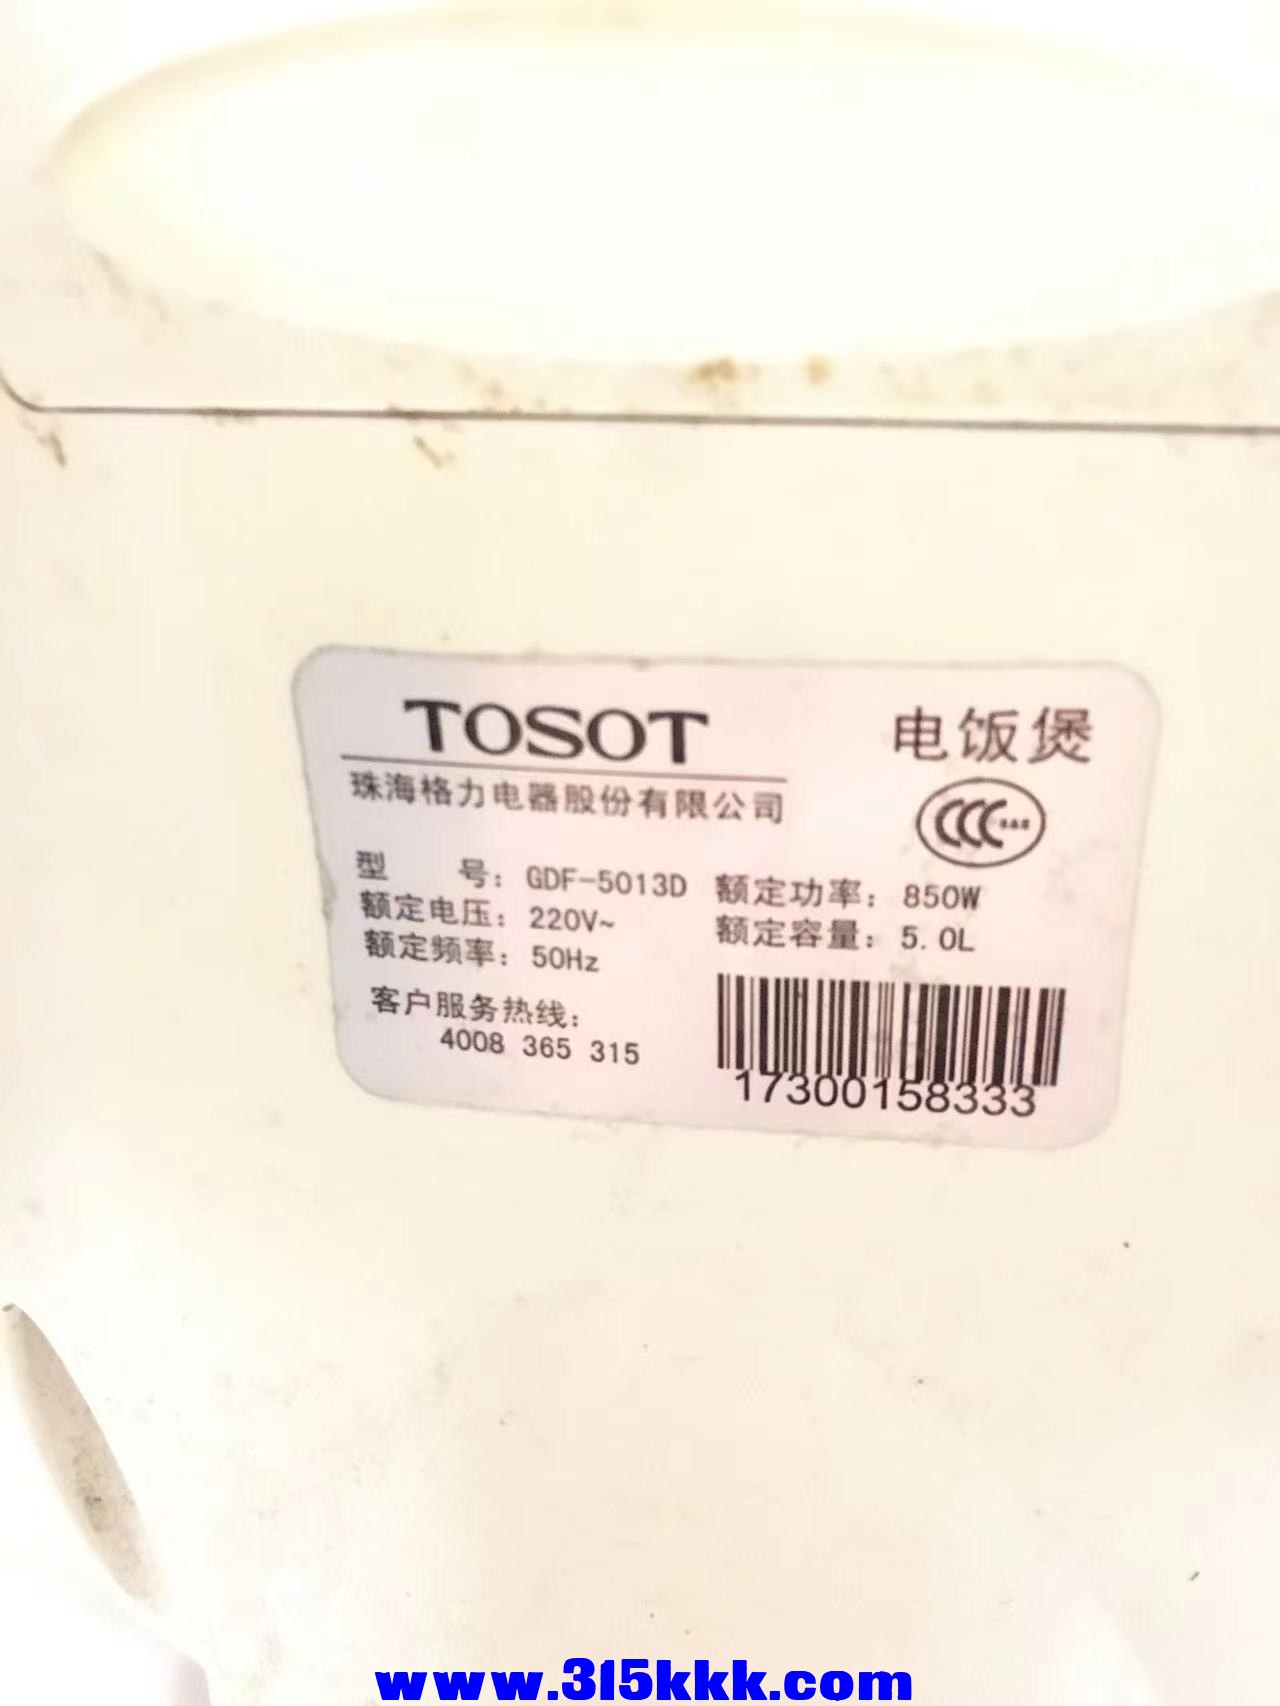 TOSOT
电饭煲
珠海格力电器股份有限公司
CCC
型 号：GDF-5013D 额定功率：850W
额定电压：220V~ 额定容量：5.0L
额定频率：50Hz
客户服务热线：
4008 365 315
17300158333
www.315kkk.com